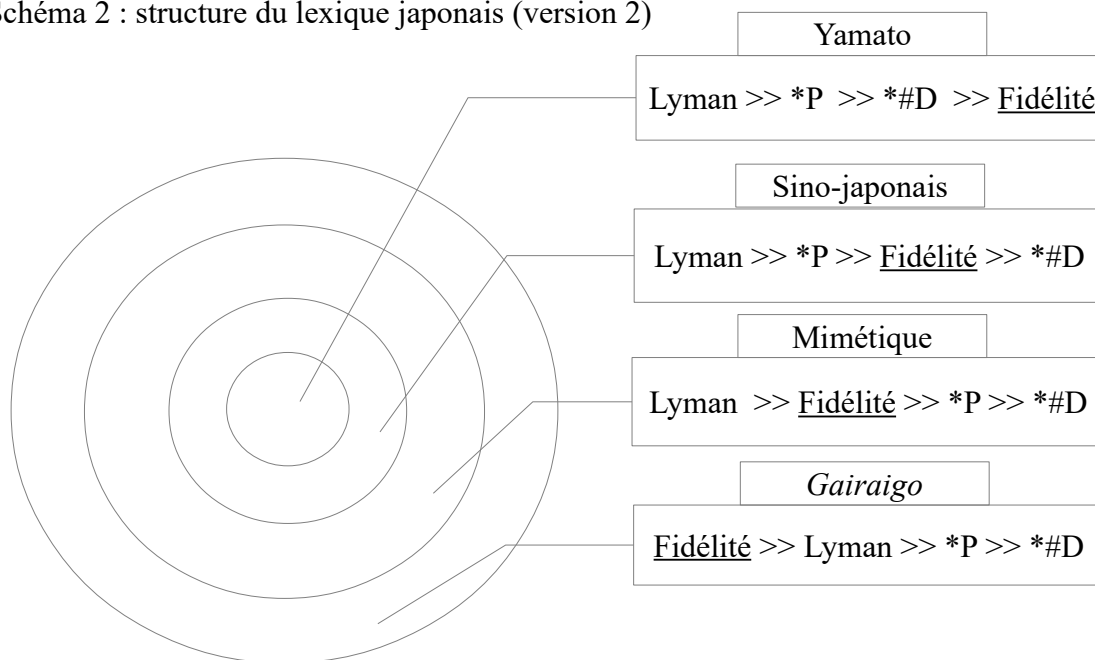 Schéma 2 : structure du lexique japonais (version 2)
Yamato
Lyman >> *P >> *#D >> Fidélité
Sino-japonais
Lyman >> *P >> Fidélité >> *#D
Mimétique
Lyman >> Fidélité >> *P >> *#D
Gairaigo
Fidélité >> Lyman >> *P >> *#D